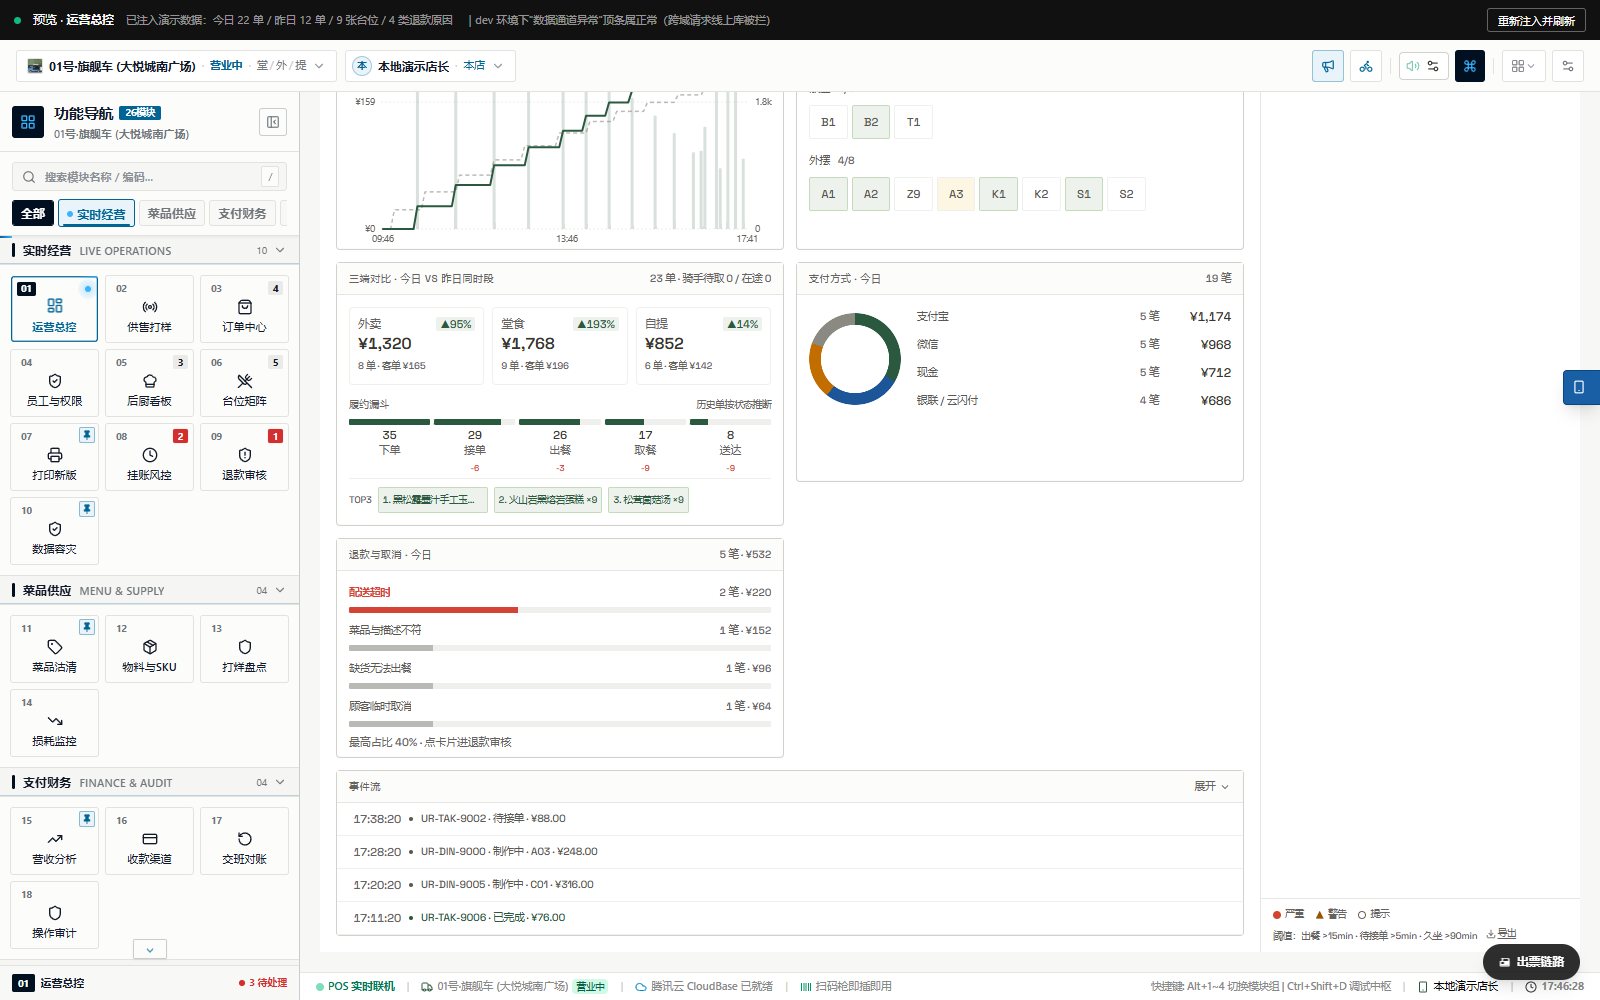 预览 · 运营总控 已注入演示数据：今日 22 单 / 昨日 12 单 / 9 张台位 / 4 类退款原因 | dev 环境下“数据通道异常”顶条属正常（跨域请求线上库被拦） 重新注入并刷新
01号·旗舰车 (大悦城南广场) · 营业中 · 堂/外/提 本 本地演示店长 · 本店
功能导航 26模块
01号·旗舰车 (大悦城南广场)
搜索模块名称 / 编码... /
全部 实时经营 菜品供应 支付财务
实时经营 LIVE OPERATIONS 10
01 运营总控
02 供售打样
03 4 订单中心
04 员工与权限
05 3 后厨看板
06 5 台位矩阵
07 打印新版
08 2 挂账风控
09 1 退款审核
10 数据容灾
菜品供应 MENU & SUPPLY 04
11 菜品沽清
12 物料与SKU
13 打烊盘点
14 损耗监控
支付财务 FINANCE & AUDIT 04
15 营收分析
16 收款渠道
17 交班对账
18 操作审计
01 运营总控 3 待处理
¥159 1.8k
¥0 0
09:46 13:46 17:41
B1 B2 T1
外摆 4/8
A1 A2 Z9 A3 K1 K2 S1 S2
三端对比 · 今日 VS 昨日同时段 23 单 · 骑手待取 0 / 在途 0
外卖 ▲95%
¥1,320
8 单 · 客单 ¥165
堂食 ▲193%
¥1,768
9 单 · 客单 ¥196
自提 ▲14%
¥852
6 单 · 客单 ¥142
履约漏斗 历史单按状态推断
35 29 26 17 8
下单 接单 出餐 取餐 送达
-6 -3 -9 -9
TOP3 1. 黑松露墨汁手工玉... 2. 火山岩黑熔岩蛋糕 ×9 3. 松茸菌菇汤 ×9
支付方式 · 今日 19 笔
支付宝 5 笔 ¥1,174
微信 5 笔 ¥968
现金 5 笔 ¥712
银联 / 云闪付 4 笔 ¥686
退款与取消 · 今日 5 笔 · ¥532
配送超时 2 笔 · ¥220
菜品与描述不符 1 笔 · ¥152
缺货无法出餐 1 笔 · ¥96
顾客临时取消 1 笔 · ¥64
最高占比 40% · 点卡片进退款审核
事件流 展开
17:38:20 • UR-TAK-9002 · 待接单 · ¥88.00
17:28:20 • UR-DIN-9000 · 制作中 · A03 · ¥248.00
17:20:20 • UR-DIN-9005 · 制作中 · C01 · ¥316.00
17:11:20 • UR-TAK-9006 · 已完成 · ¥76.00
严重 警告 提示
阈值： 出餐 >15min · 待接单 >5min · 久坐 >90min 导出
出票链路
POS 实时联机 | 01号·旗舰车 (大悦城南广场) 营业中 | 腾讯云 CloudBase 已就绪 | 扫码枪即插即用 快捷键: Alt+1~4 切换模块组 | Ctrl+Shift+D 调试中枢 | 本地演示店长 | 17:46:28